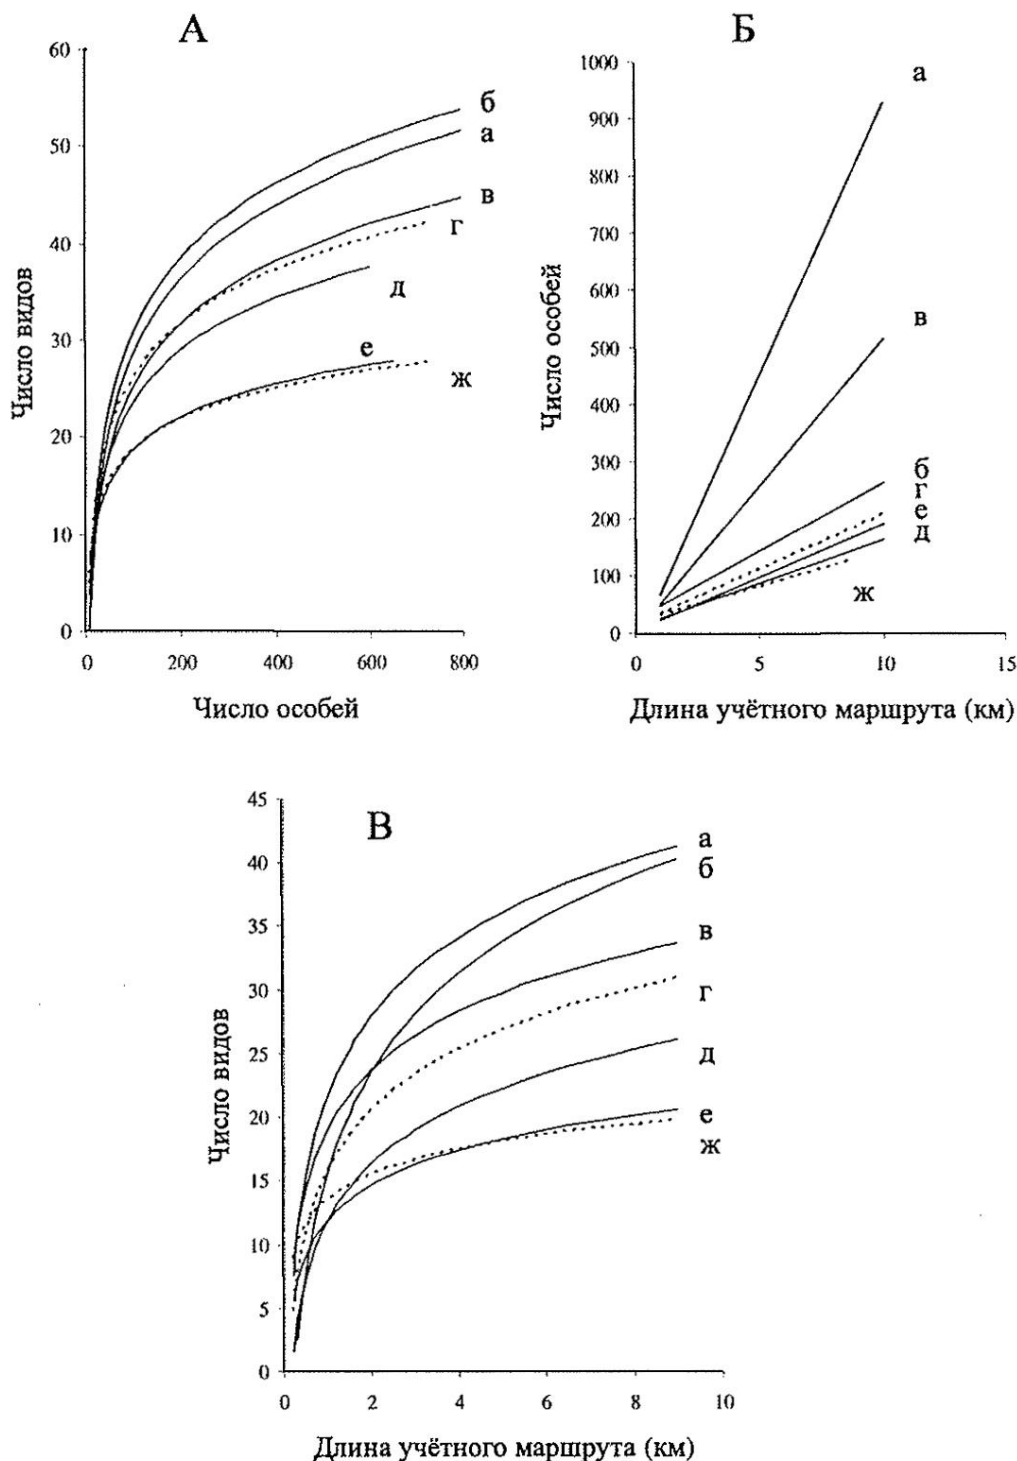 А
Число видов
60
50
40
30
20
10
0
0 200 400 600 800
Число особей
б
а
в
г
д
е
ж
Б
Число особей
1000
900
800
700
600
500
400
300
200
100
0
0 5 10 15
Длина учётного маршрута (км)
а
в
б
г
е
д
ж
В
Число видов
45
40
35
30
25
20
15
10
5
0
0 2 4 6 8 10
Длина учётного маршрута (км)
а
б
в
г
д
е
ж